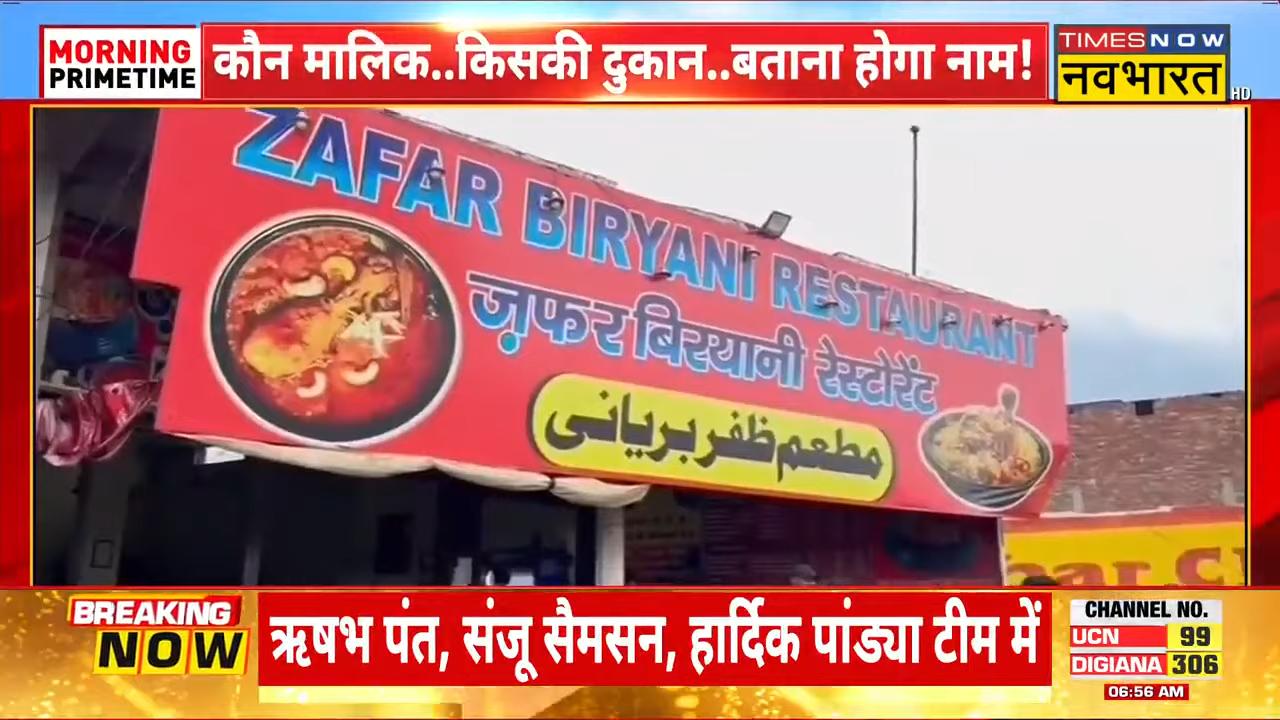 MORNING
PRIMETIME
कौन मालिक..किसकी दुकान..बताना होगा नाम!
TIMES NOW
नवभारत
HD
ZAFAR BIRYANI RESTAURANT
ज़फर बिरयानी रेस्टोरेंट
مطعم ظفر بریانی
BREAKING
NOW
ऋषभ पंत, संजू सैमसन, हार्दिक पांड्या टीम में
CHANNEL NO.
UCN 99
DIGIANA 306
06:56 AM